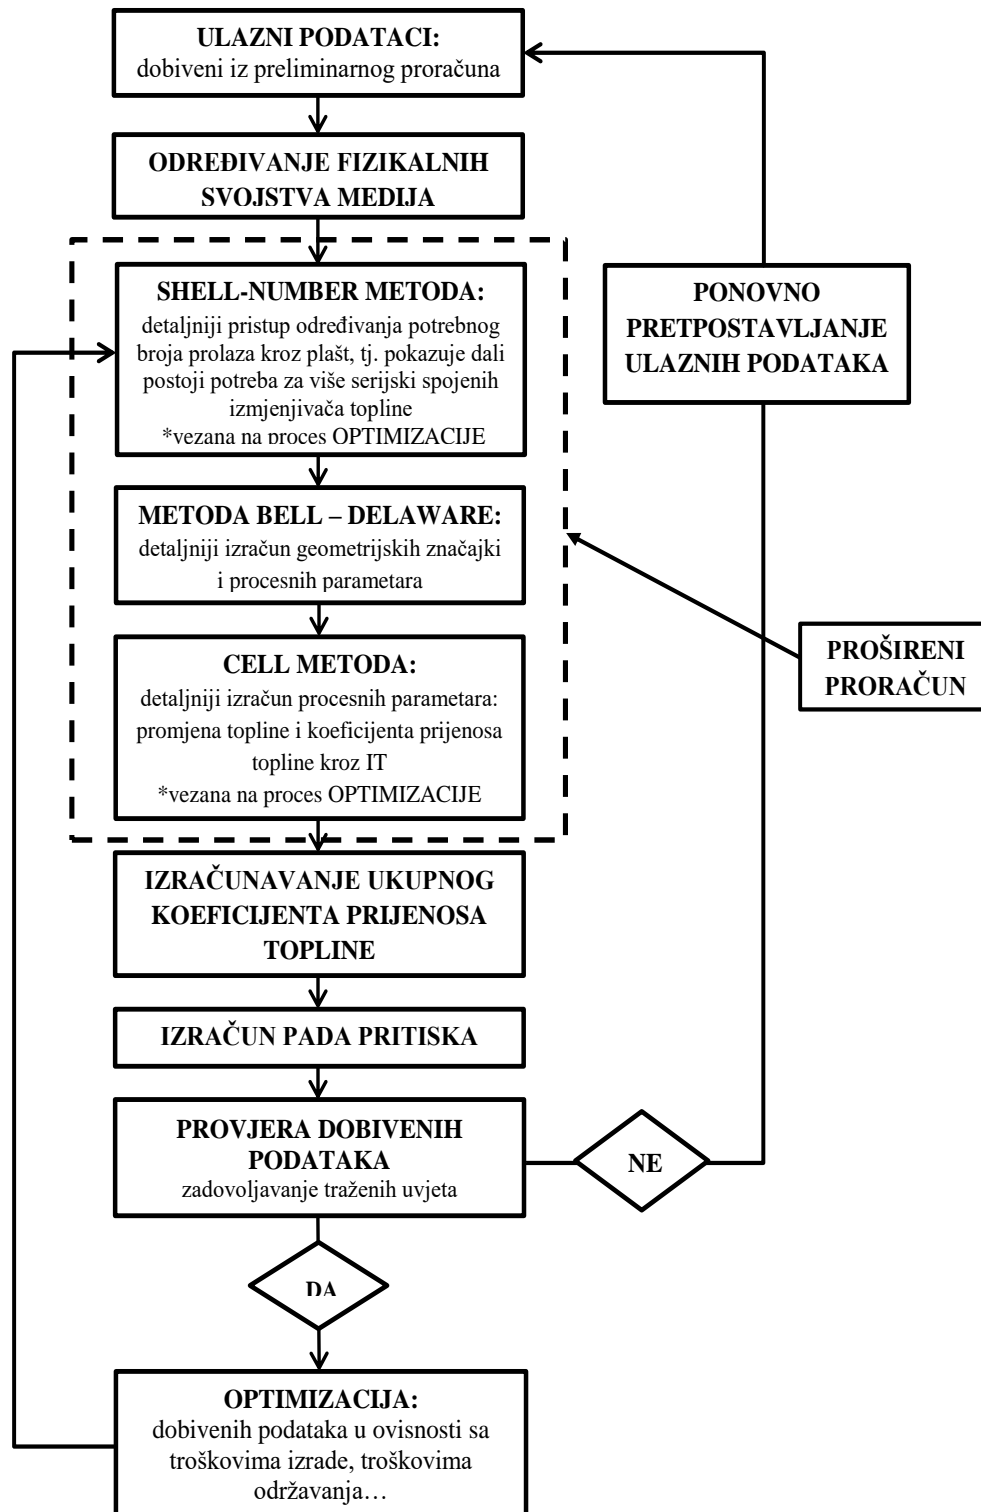 ULAZNI PODATACI:
dobiveni iz preliminarnog proračuna
ODREĐIVANJE FIZIKALNIH
SVOJSTVA MEDIJA
SHELL-NUMBER METODA:
detaljniji pristup određivanja potrebnog
broja prolaza kroz plašt, tj. pokazuje dali
postoji potreba za više serijski spojenih
izmjenjivača topline
*vezana na proces OPTIMIZACIJE
PONOVNO
PRETPOSTAVLJANJE
ULAZNIH PODATAKA
METODA BELL – DELAWARE:
detaljniji izračun geometrijskih značajki
i procesnih parametara
CELL METODA:
detaljniji izračun procesnih parametara:
promjena topline i koeficijenta prijenosa
topline kroz IT
*vezana na proces OPTIMIZACIJE
PROŠIRENI
PRORAČUN
IZRAČUNAVANJE UKUPNOG
KOEFICIJENTA PRIJENOSA
TOPLINE
IZRAČUN PADA PRITISKA
PROVJERA DOBIVENIH
PODATAKA
zadovoljavanje traženih uvjeta
NE
DA
OPTIMIZACIJA:
dobivenih podataka u ovisnosti sa
troškovima izrade, troškovima
održavanja…